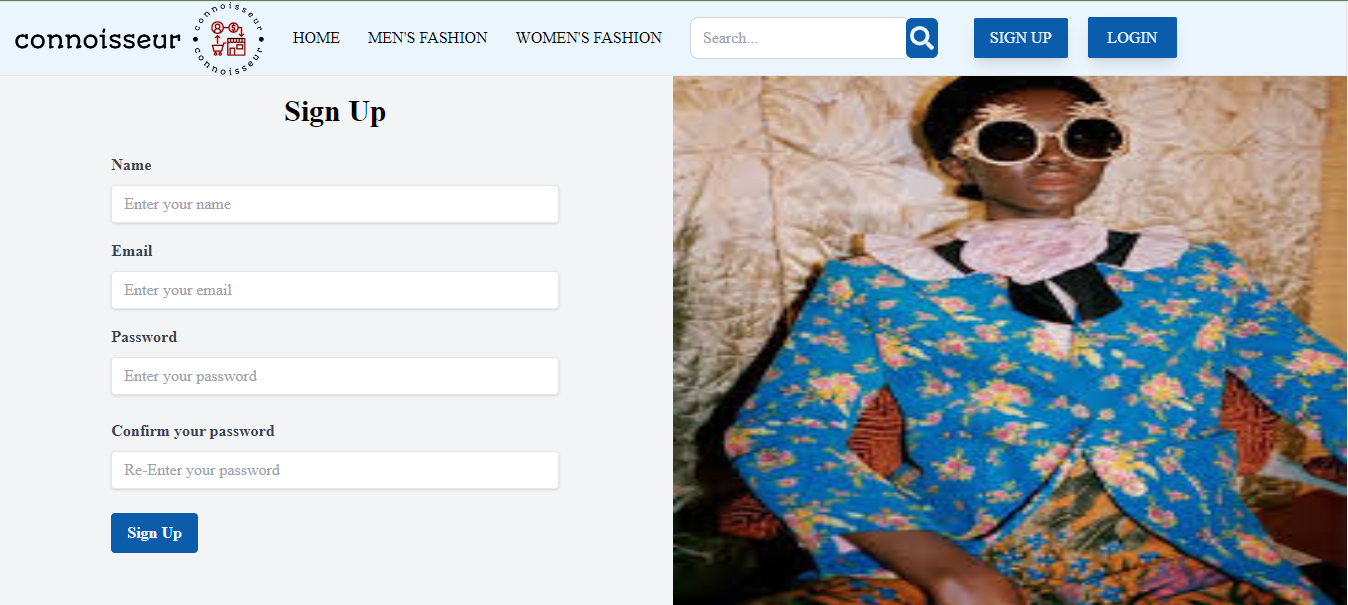 connoisseur
connoisseur
connoisseur
HOME
MEN'S FASHION
WOMEN'S FASHION
Search...
SIGN UP
LOGIN
Sign Up
Name
Enter your name
Email
Enter your email
Password
Enter your password
Confirm your password
Re-Enter your password
Sign Up